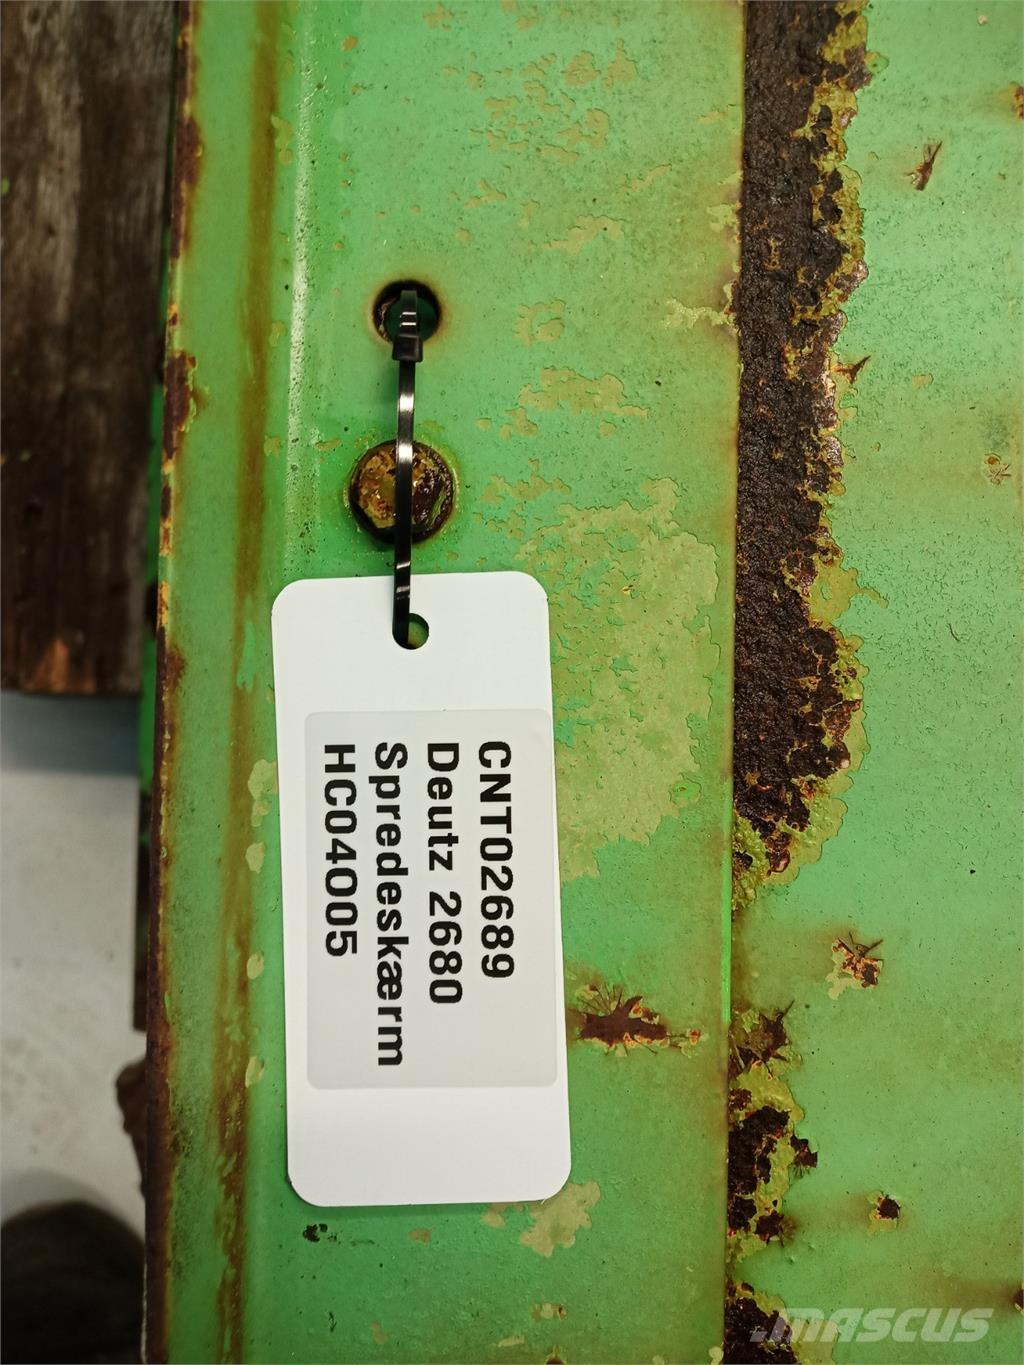 CNT02689
Deutz 2680
Spredeskærm
HC04005
MASCUS